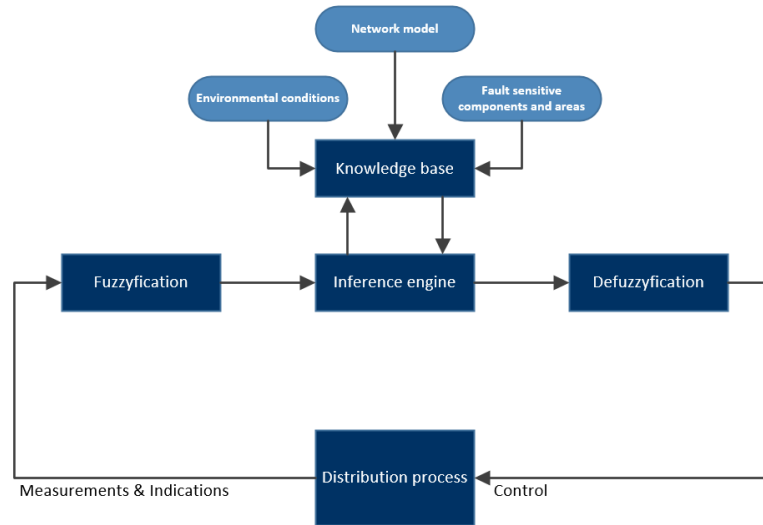 Network model
Environmental conditions
Fault sensitive
components and areas
Knowledge base
Fuzzyfication
Inference engine
Defuzzyfication
Distribution process
Measurements & Indications
Control